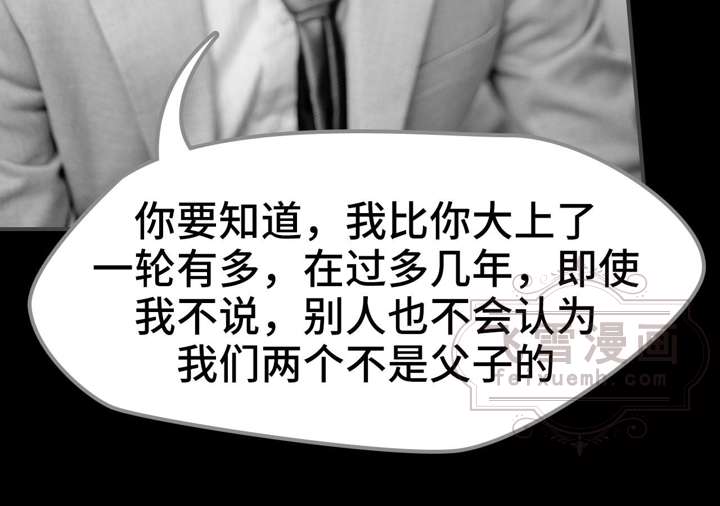 你要知道，我比你大上了
一轮有多，在过多几年，即使
我不说，别人也不会认为
我们两个不是父子的
飞雪漫画
feixuemh.com